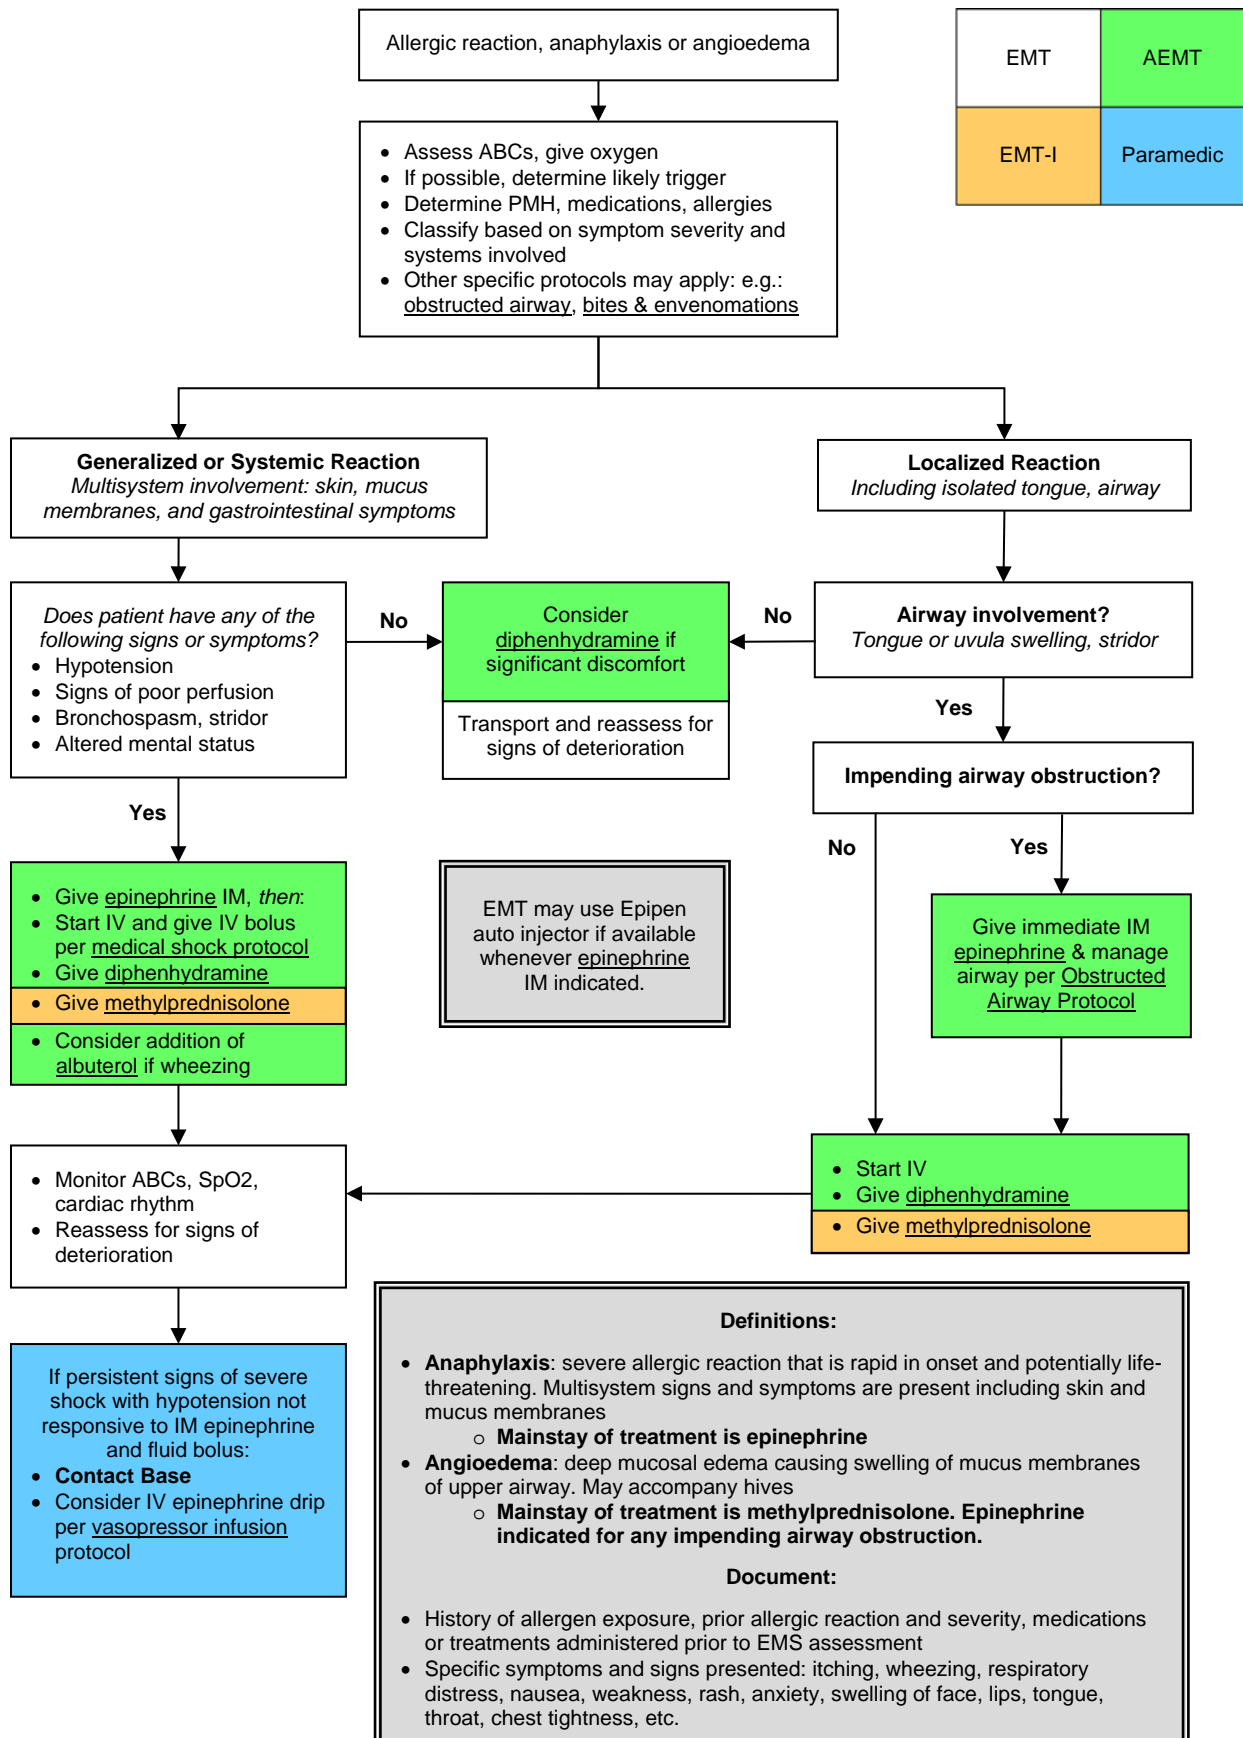 Allergic reaction, anaphylaxis or angioedema
EMT
AEMT
EMT-I
Paramedic
• Assess ABCs, give oxygen
• If possible, determine likely trigger
• Determine PMH, medications, allergies
• Classify based on symptom severity and
systems involved
• Other specific protocols may apply: e.g.:
obstructed airway, bites & envenomations
Generalized or Systemic Reaction
Multisystem involvement: skin, mucus
membranes, and gastrointestinal symptoms
Localized Reaction
Including isolated tongue, airway
Does patient have any of the
following signs or symptoms?
• Hypotension
• Signs of poor perfusion
• Bronchospasm, stridor
• Altered mental status
No
Consider
diphenhydramine if
significant discomfort
Transport and reassess for
signs of deterioration
No
Airway involvement?
Tongue or uvula swelling, stridor
Yes
Impending airway obstruction?
Yes
No
Yes
• Give epinephrine IM, then:
• Start IV and give IV bolus
per medical shock protocol
• Give diphenhydramine
• Give methylprednisolone
• Consider addition of
albuterol if wheezing
EMT may use Epipen
auto injector if available
whenever epinephrine
IM indicated.
Give immediate IM
epinephrine & manage
airway per Obstructed
Airway Protocol
• Start IV
• Give diphenhydramine
• Give methylprednisolone
• Monitor ABCs, SpO2,
cardiac rhythm
• Reassess for signs of
deterioration
If persistent signs of severe
shock with hypotension not
responsive to IM epinephrine
and fluid bolus:
• Contact Base
• Consider IV epinephrine drip
per vasopressor infusion
protocol
Definitions:
• Anaphylaxis: severe allergic reaction that is rapid in onset and potentially life-
threatening. Multisystem signs and symptoms are present including skin and
mucus membranes
o Mainstay of treatment is epinephrine
• Angioedema: deep mucosal edema causing swelling of mucus membranes
of upper airway. May accompany hives
o Mainstay of treatment is methylprednisolone. Epinephrine
indicated for any impending airway obstruction.
Document:
• History of allergen exposure, prior allergic reaction and severity, medications
or treatments administered prior to EMS assessment
• Specific symptoms and signs presented: itching, wheezing, respiratory
distress, nausea, weakness, rash, anxiety, swelling of face, lips, tongue,
throat, chest tightness, etc.